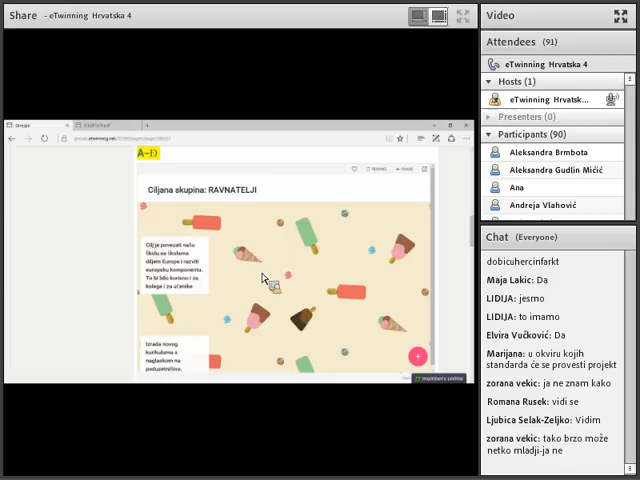 Share - eTwinning Hrvatska 4
A-D
Ciljana skupina: RAVNATELJI
Cilj je povezati našu
školu sa školama
diljem Europe i razviti
europsku komponentu.
To bi bilo korisno i za
kolege i za učenike
Izrada novog
kurikuluma s
naglaskom na
poduzetništvo.
+
members online
Video
Attendees (91)
eTwinning Hrvatska 4
Hosts (1)
eTwinning Hrvatsk...
Presenters (0)
Participants (90)
Aleksandra Brmbota
Aleksandra Gudlin Mićić
Ana
Andreja Vlahović
Chat (Everyone)
dobicuhercinfarkt
Maja Lakic: Da
LIDIJA: jesmo
LIDIJA: to imamo
Elvira Vučković: Da
Marijana: u okviru kojih
standarda će se provesti projekt
zorana vekic: ja ne znam kako
Romana Rusek: vidi se
Ljubica Selak-Zeljko: Vidim
zorana vekic: tako brzo može
netko mladji-ja ne